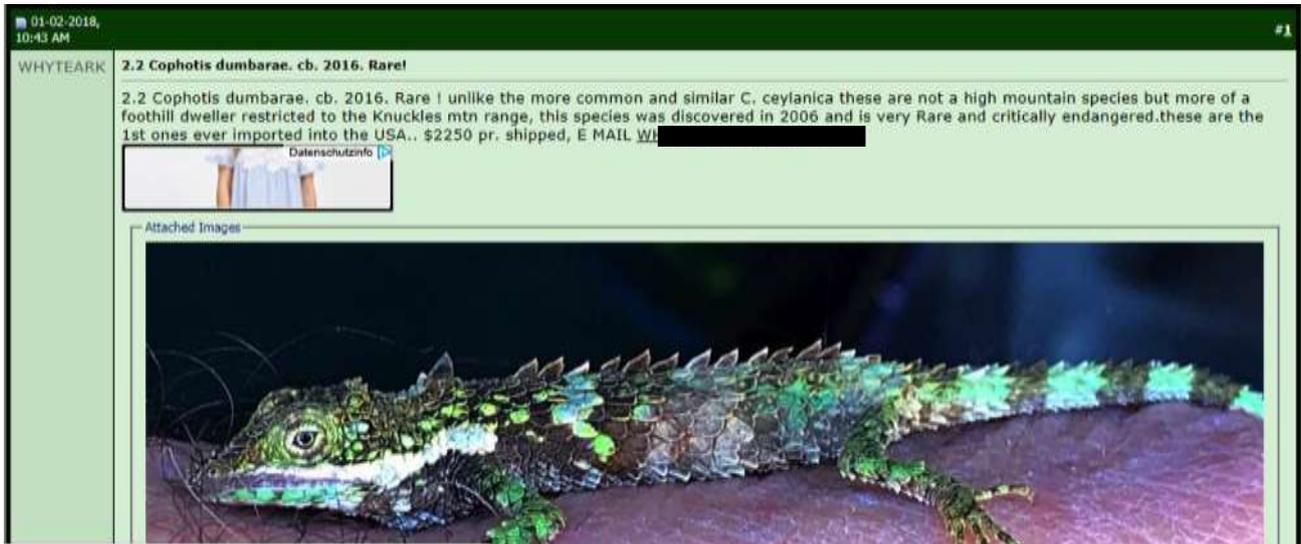 01-02-2018,
10:43 AM
#1
WHYTEARK
2.2 Cophotis dumbarae. cb. 2016. Rare!
2.2 Cophotis dumbarae. cb. 2016. Rare ! unlike the more common and similar C. ceylanica these are not a high mountain species but more of a
foothill dweller restricted to the Knuckles mtn range, this species was discovered in 2006 and is very Rare and critically endangered.these are the
1st ones ever imported into the USA.. $2250 pr. shipped, E MAIL WH
Datenschutzinfo
Attached Images